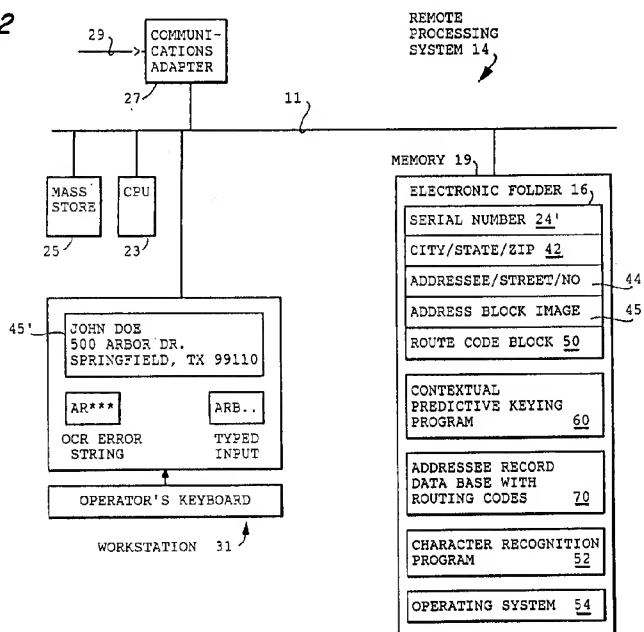 2
29
COMMUNI-
CATIONS
ADAPTER
27
REMOTE
PROCESSING
SYSTEM 14
11
MASS
STORE
25
CPU
23
MEMORY 19
ELECTRONIC FOLDER 16
SERIAL NUMBER 24'
CITY/STATE/ZIP 42
ADDRESSEE/STREET/NO
44
ADDRESS BLOCK IMAGE
45
ROUTE CODE BLOCK 50
45'
JOHN DOE
500 ARBOR DR.
SPRINGFIELD, TX 99110
AR***
OCR ERROR
STRING
ARB..
TYPED
INPUT
OPERATOR'S KEYBOARD
WORKSTATION 31
CONTEXTUAL
PREDICTIVE KEYING
PROGRAM 60
ADDRESSEE RECORD
DATA BASE WITH
ROUTING CODES 70
CHARACTER RECOGNITION
PROGRAM 52
OPERATING SYSTEM 54